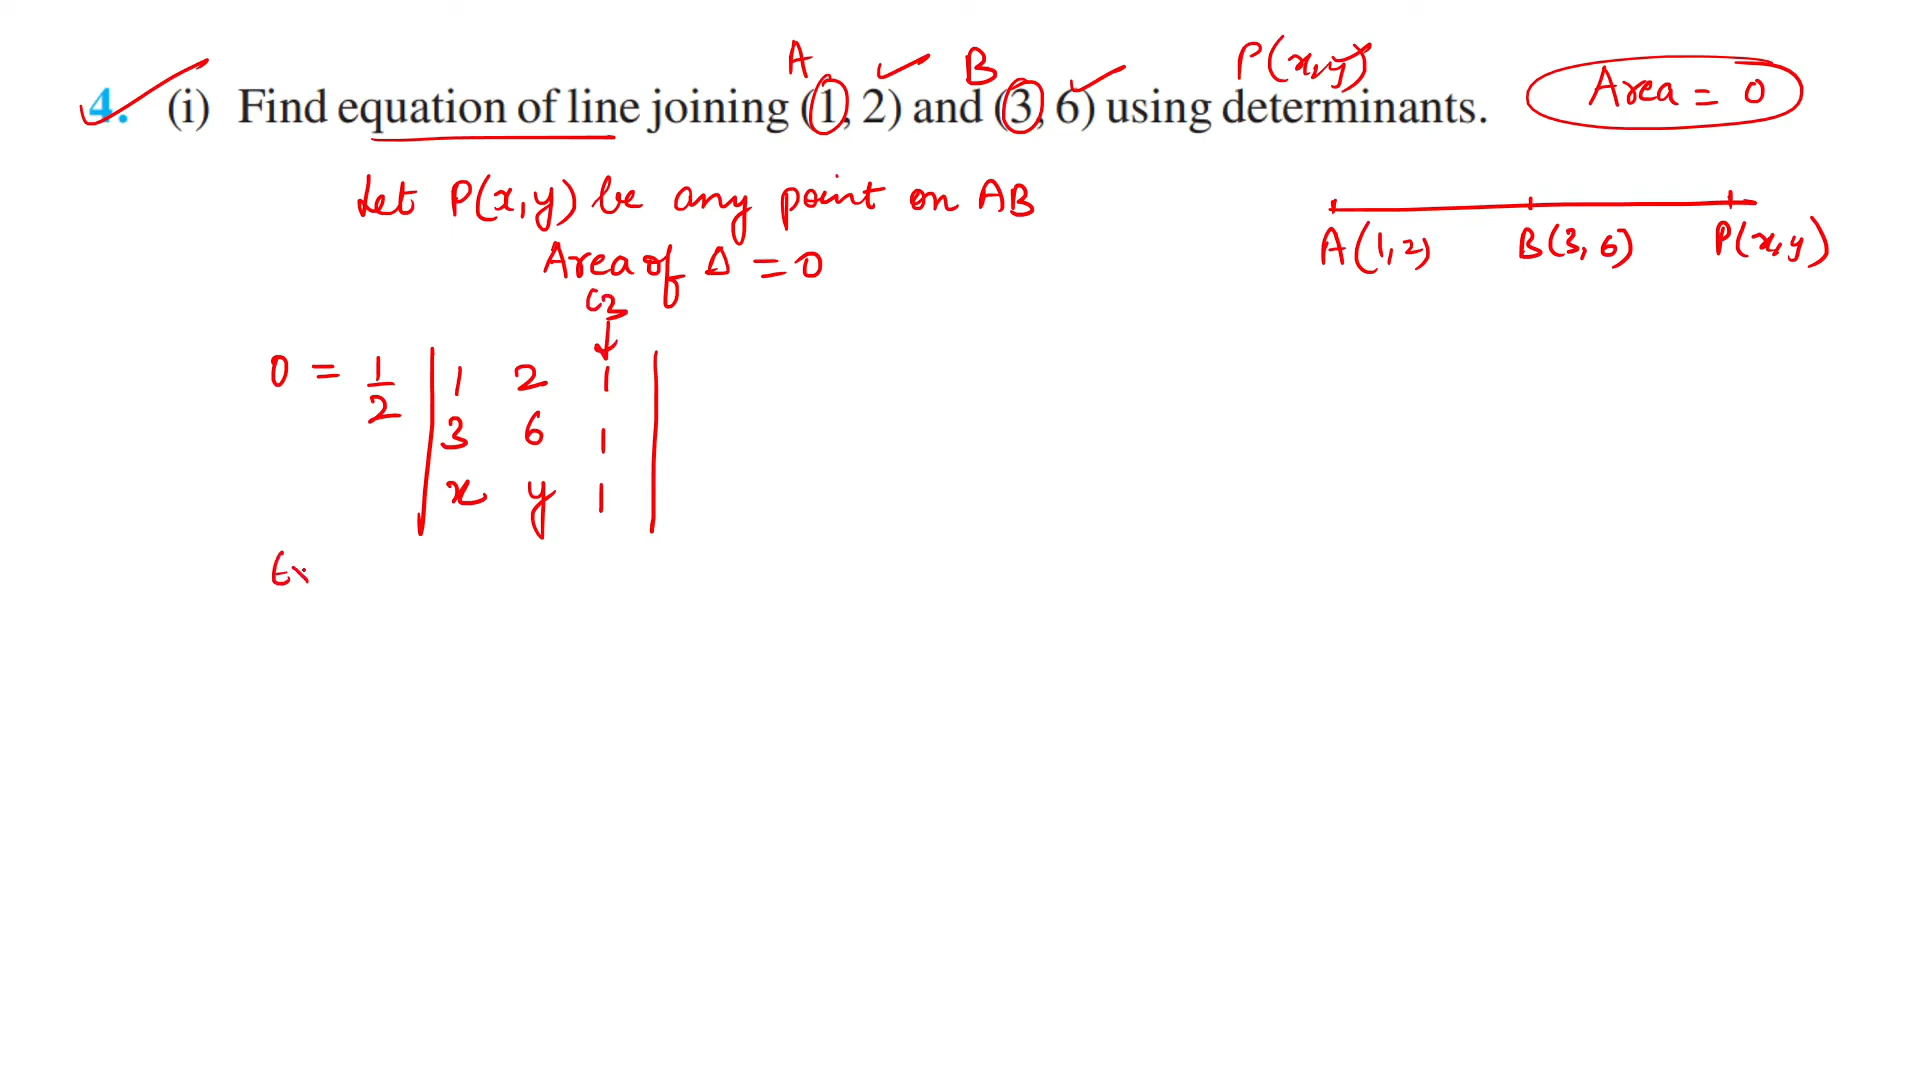 A B P(x,y)
4. (i) Find equation of line joining (1, 2) and (3, 6) using determinants. Area = 0
Let P(x,y) be any point on AB
A(1,2) B(3,6) P(x,y)
Area of Δ = 0
C3
0 = 1/2 | 1 2 1
3 6 1
x y 1 |
Ex